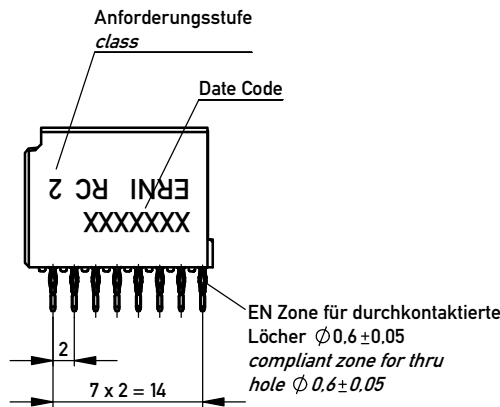 Anforderungsstufe
class
Date Code
ERNI RC 2
XXXXXXX
EN Zone für durchkontaktierte
Löcher ∅0,6±0,05
compliant zone for thru
hole ∅0,6±0,05
2
7 x 2 = 14